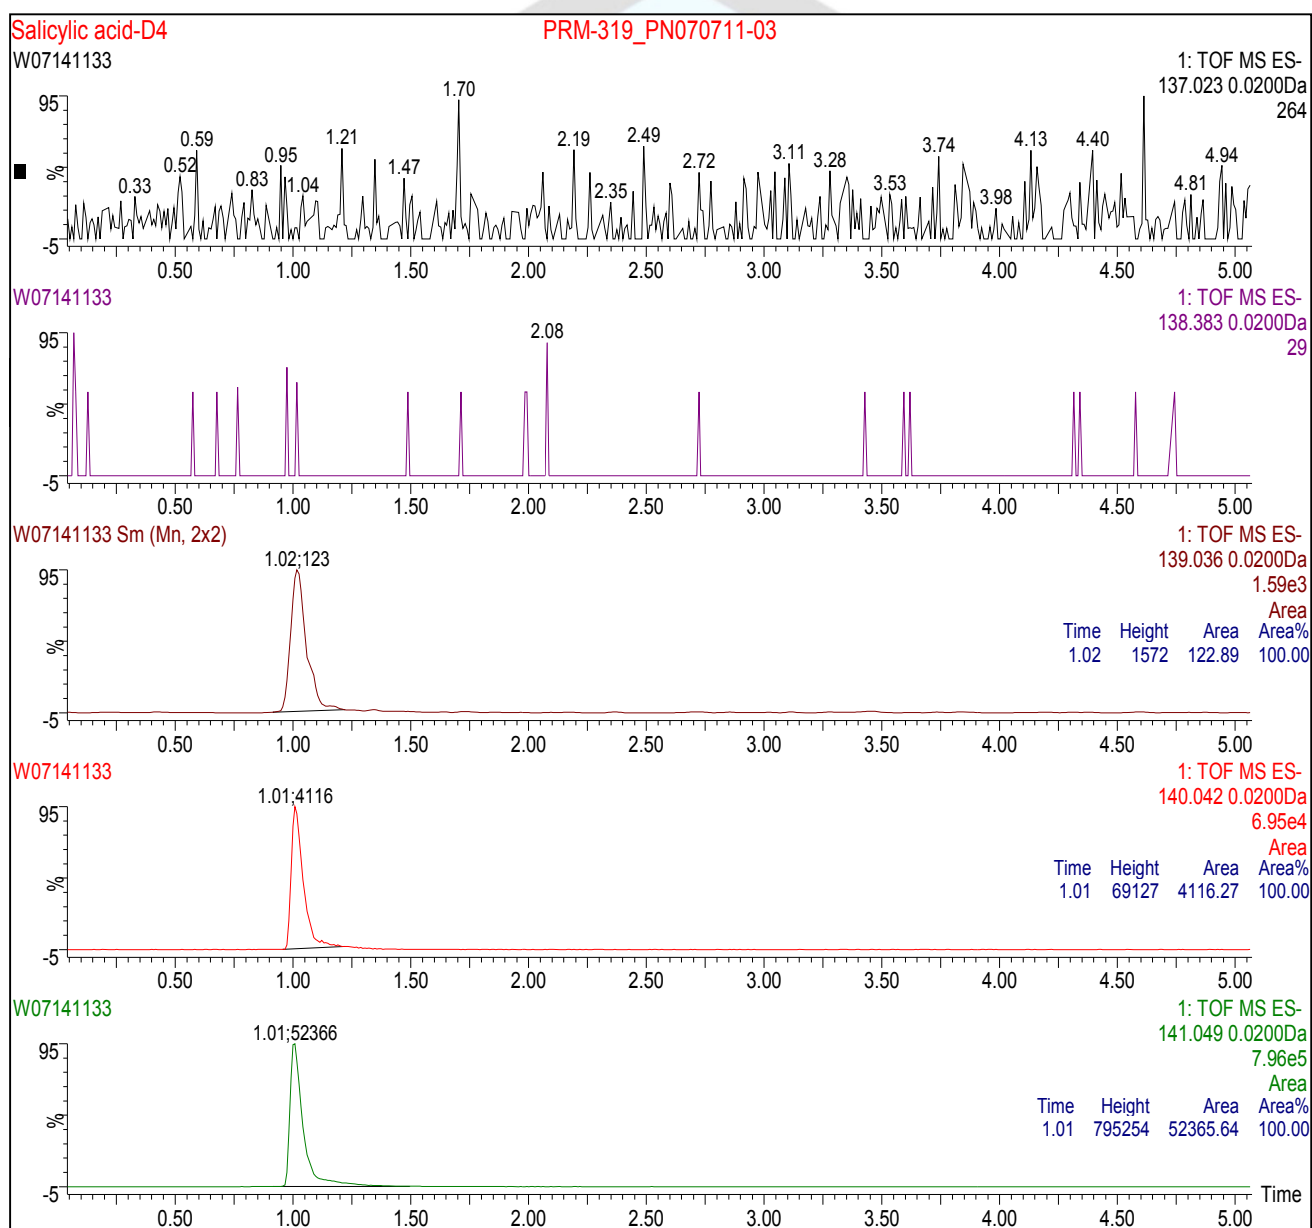 Salicylic acid-D4 PRM-319_PN070711-03
W07141133 1: TOF MS ES-
137.023 0.0200Da
264
95
%
-5
0.33 0.52 0.59 0.83 0.95 1.04 1.21 1.47 1.70 2.19 2.35 2.49 2.72 3.11 3.28 3.53 3.74 3.98 4.13 4.40 4.81 4.94
0.50 1.00 1.50 2.00 2.50 3.00 3.50 4.00 4.50 5.00
W07141133 1: TOF MS ES-
138.383 0.0200Da
29
95
%
-5
2.08
0.50 1.00 1.50 2.00 2.50 3.00 3.50 4.00 4.50 5.00
W07141133 Sm (Mn, 2x2) 1: TOF MS ES-
139.036 0.0200Da
1.59e3
Area
1.02;123
95
%
-5
Time Height Area Area%
1.02 1572 122.89 100.00
0.50 1.00 1.50 2.00 2.50 3.00 3.50 4.00 4.50 5.00
W07141133 1: TOF MS ES-
140.042 0.0200Da
6.95e4
Area
1.01;4116
95
%
-5
Time Height Area Area%
1.01 69127 4116.27 100.00
0.50 1.00 1.50 2.00 2.50 3.00 3.50 4.00 4.50 5.00
W07141133 1: TOF MS ES-
141.049 0.0200Da
7.96e5
Area
1.01;52366
95
%
-5
Time Height Area Area%
1.01 795254 52365.64 100.00
Time
0.50 1.00 1.50 2.00 2.50 3.00 3.50 4.00 4.50 5.00